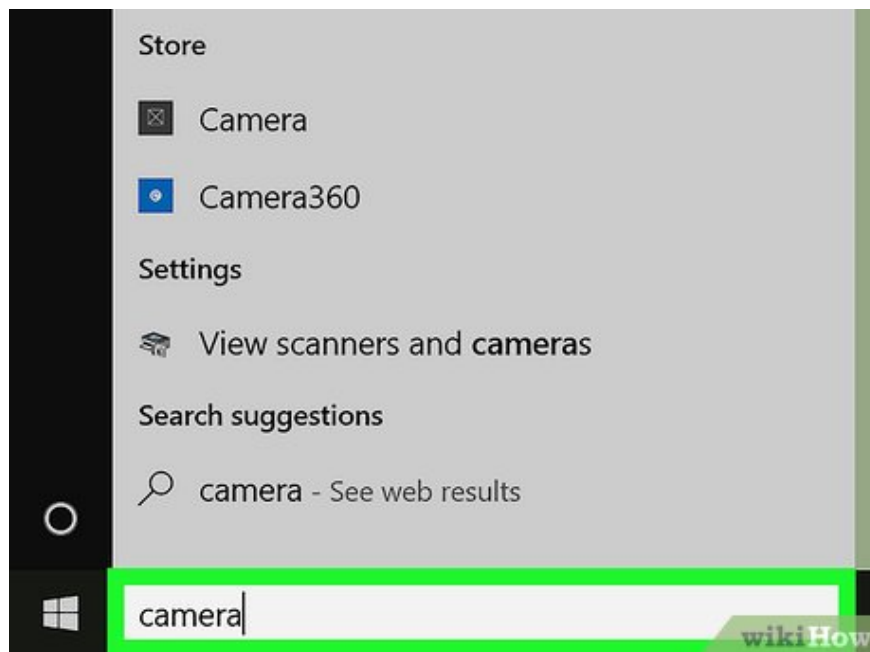 Store
Camera
Camera360
Settings
View scanners and cameras
Search suggestions
camera - See web results
camera
wikiHow